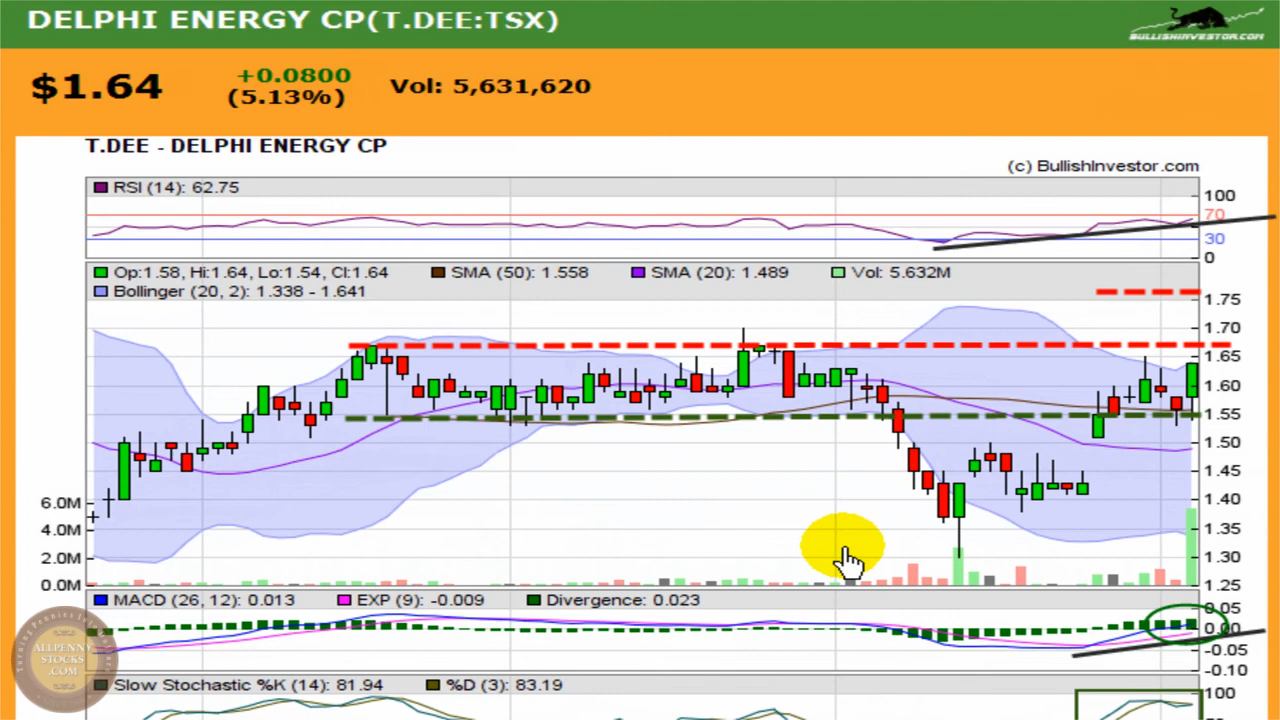 DELPHI ENERGY CP(T.DEE:TSX)
BULLISHINVESTOR.COM
$1.64
+0.0800
(5.13%)
Vol: 5,631,620
T.DEE - DELPHI ENERGY CP
(c) BullishInvestor.com
RSI (14): 62.75
100
70
30
0
Op:1.58, Hi:1.64, Lo:1.54, Cl:1.64 SMA (50): 1.558 SMA (20): 1.489 Vol: 5.632M
Bollinger (20, 2): 1.338 - 1.641
1.75
1.70
1.65
1.60
1.55
1.50
1.45
1.40
1.35
1.30
1.25
6.0M
4.0M
2.0M
0.0M
MACD (26, 12): 0.013 EXP (9): -0.009 Divergence: 0.023
0.05
0.00
-0.05
-0.10
ALLPENNY
STOCKS
.COM
Slow Stochastic %K (14): 81.94 %D (3): 83.19
100